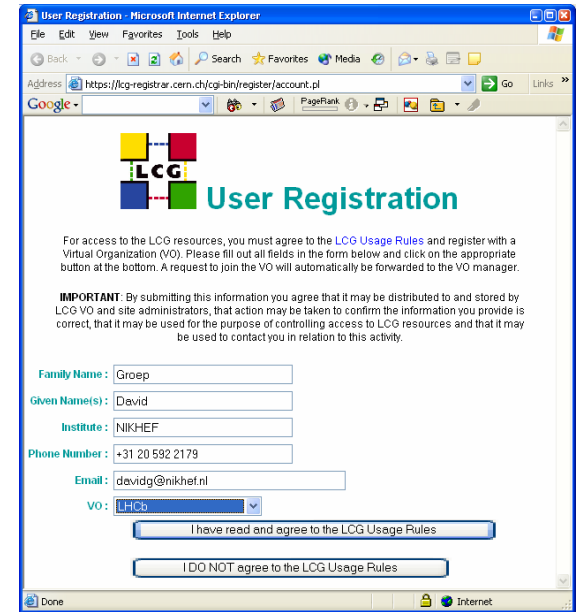 User Registration - Microsoft Internet Explorer
File Edit View Favorites Tools Help
Back Search Favorites Media
Address https://lcg-registrar.cern.ch/cgi-bin/register/account.pl Go Links »
Google PageRank
LCG
User Registration
For access to the LCG resources, you must agree to the LCG Usage Rules and register with a
Virtual Organization (VO). Please fill out all fields in the form below and click on the appropriate
button at the bottom. A request to join the VO will automatically be forwarded to the VO manager.
IMPORTANT: By submitting this information you agree that it may be distributed to and stored by
LCG VO and site administrators, that action may be taken to confirm the information you provide is
correct, that it may be used for the purpose of controlling access to LCG resources and that it may
be used to contact you in relation to this activity.
Family Name : Groep
Given Name(s) : David
Institute : NIKHEF
Phone Number : +31 20 592 2179
Email : davidg@nikhef.nl
VO : LHCb
I have read and agree to the LCG Usage Rules
I DO NOT agree to the LCG Usage Rules
Done Internet